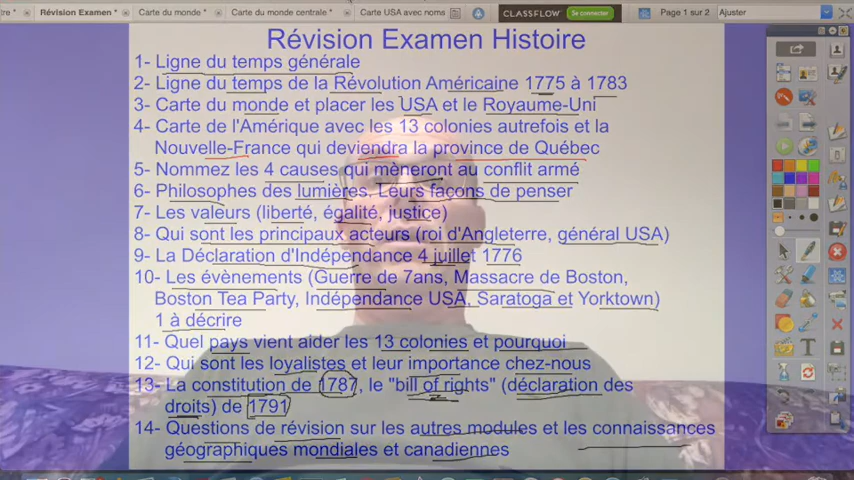 tre * Révision Examen * Carte du monde * Carte du monde centrale * Carte USA avec noms CLASSFLOW Se connecter Page 1 sur 2 Ajuster
Révision Examen Histoire
1- Ligne du temps générale
2- Ligne du temps de la Révolution Américaine 1775 à 1783
3- Carte du monde et placer les USA et le Royaume-Uni
4- Carte de l'Amérique avec les 13 colonies autrefois et la
Nouvelle-France qui deviendra la province de Québec
5- Nommez les 4 causes qui mèneront au conflit armé
6- Philosophes des lumières. Leurs façons de penser
7- Les valeurs (liberté, égalité, justice)
8- Qui sont les principaux acteurs (roi d'Angleterre, général USA)
9- La Déclaration d'Indépendance 4 juillet 1776
10- Les évènements (Guerre de 7ans, Massacre de Boston,
Boston Tea Party, Indépendance USA, Saratoga et Yorktown)
1 à décrire
11- Quel pays vient aider les 13 colonies et pourquoi
12- Qui sont les loyalistes et leur importance chez-nous
13- La constitution de 1787, le "bill of rights" (déclaration des
droits) de 1791
14- Questions de révision sur les autres modules et les connaissances
géographiques mondiales et canadiennes